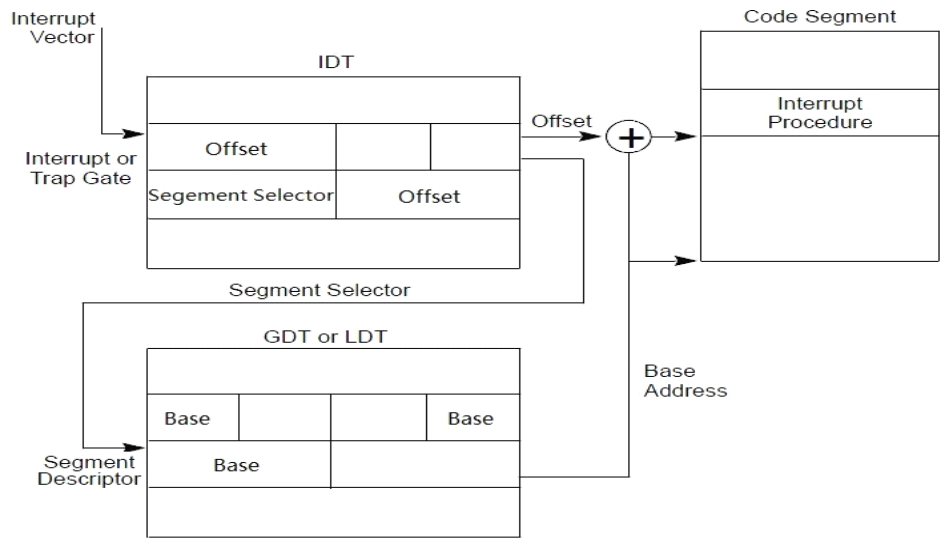 Interrupt
Vector
Code Segment
IDT
Offset
Interrupt
Procedure
Offset
Interrupt or
Trap Gate
Segement Selector
Offset
Segment Selector
GDT or LDT
Base
Address
Base
Base
Segment
Descriptor
Base